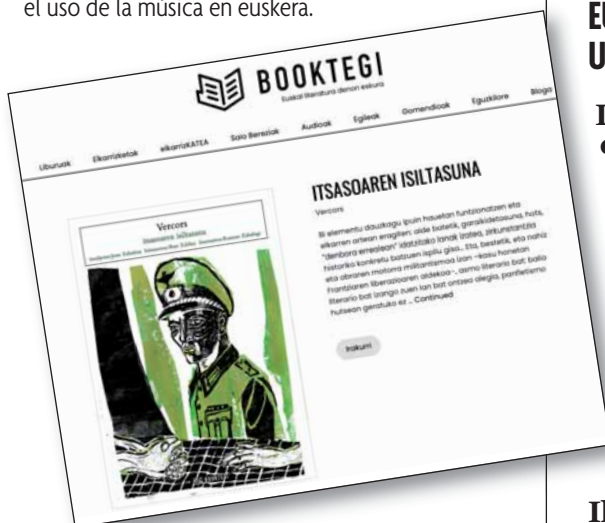 el uso de la música en euskera.
BOOKTEGI
Euskal literatura denon eskura
Liburuak Elkarrizketak elkarrizKATEA Saio Bereziak Audioak Egileak Gomendioak Eguzkilore Bloga
ITSASOAREN ISILTASUNA
Vercors
Bi elementu dauzkagu ipuin hauetan funtzionatzen eta
elkarren artean eragiten: alde batetik, garaikidetasuna, hots,
"denbora errealean" idatzitako lanak izatea, zirkunstantzia
historiko konkretu batzuen ispilu gisa... Eta, bestetik, eta nahiz
eta obraren motorra militantismoa izan -kasu honetan
Frantziaren liberazioaren aldekoa-, asmo literario bat; balio
literario bat izango zuen lan bat ontzea alegia, panfletismo
hutsean geratuko ez ... Continued
Irakurri
Vercors
Itsasoaren isiltasuna
EU
U